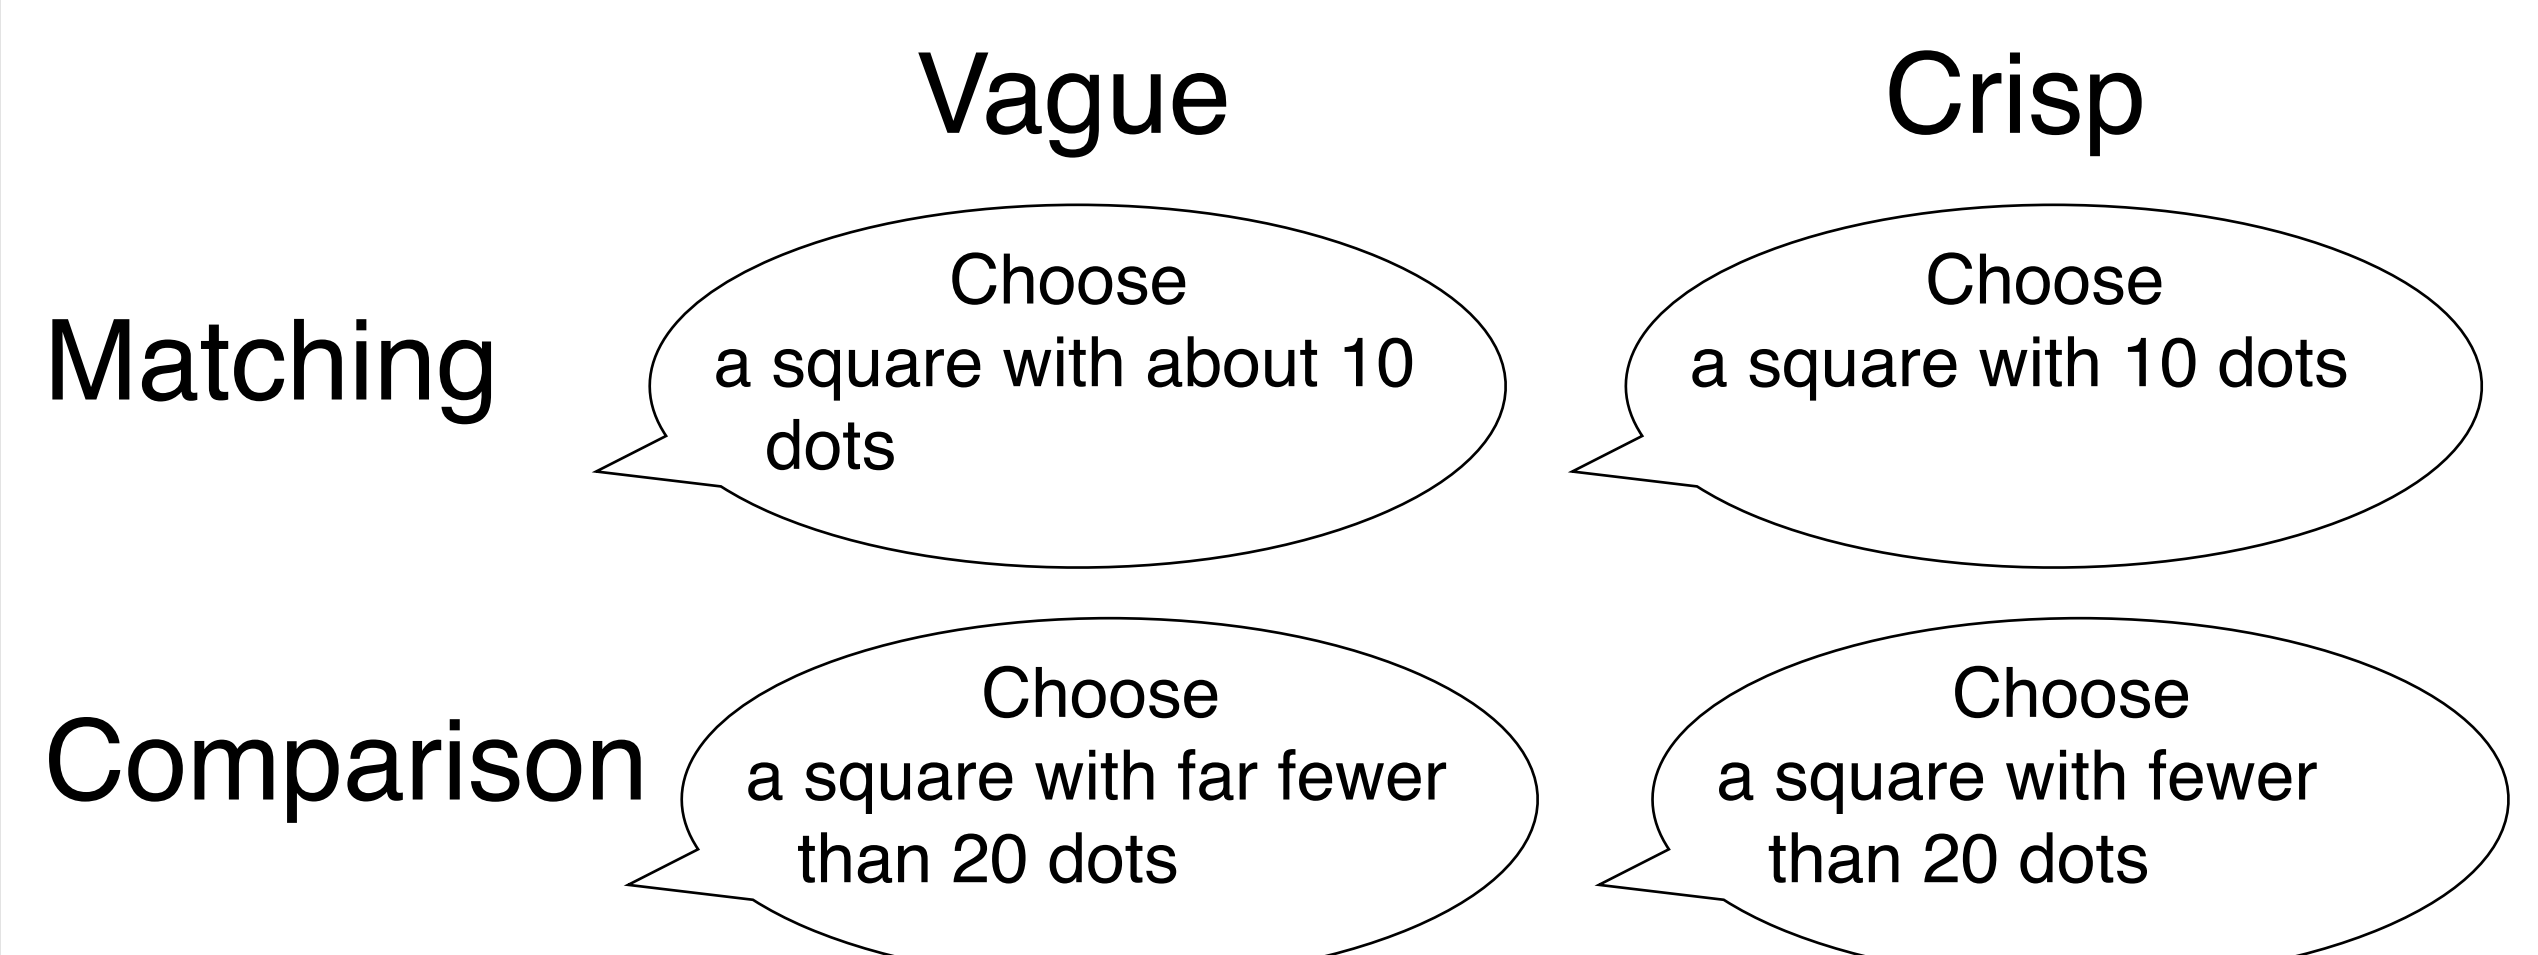 Vague
Crisp
Matching
Choose
a square with about 10
dots
Choose
a square with 10 dots
Comparison
Choose
a square with far fewer
than 20 dots
Choose
a square with fewer
than 20 dots